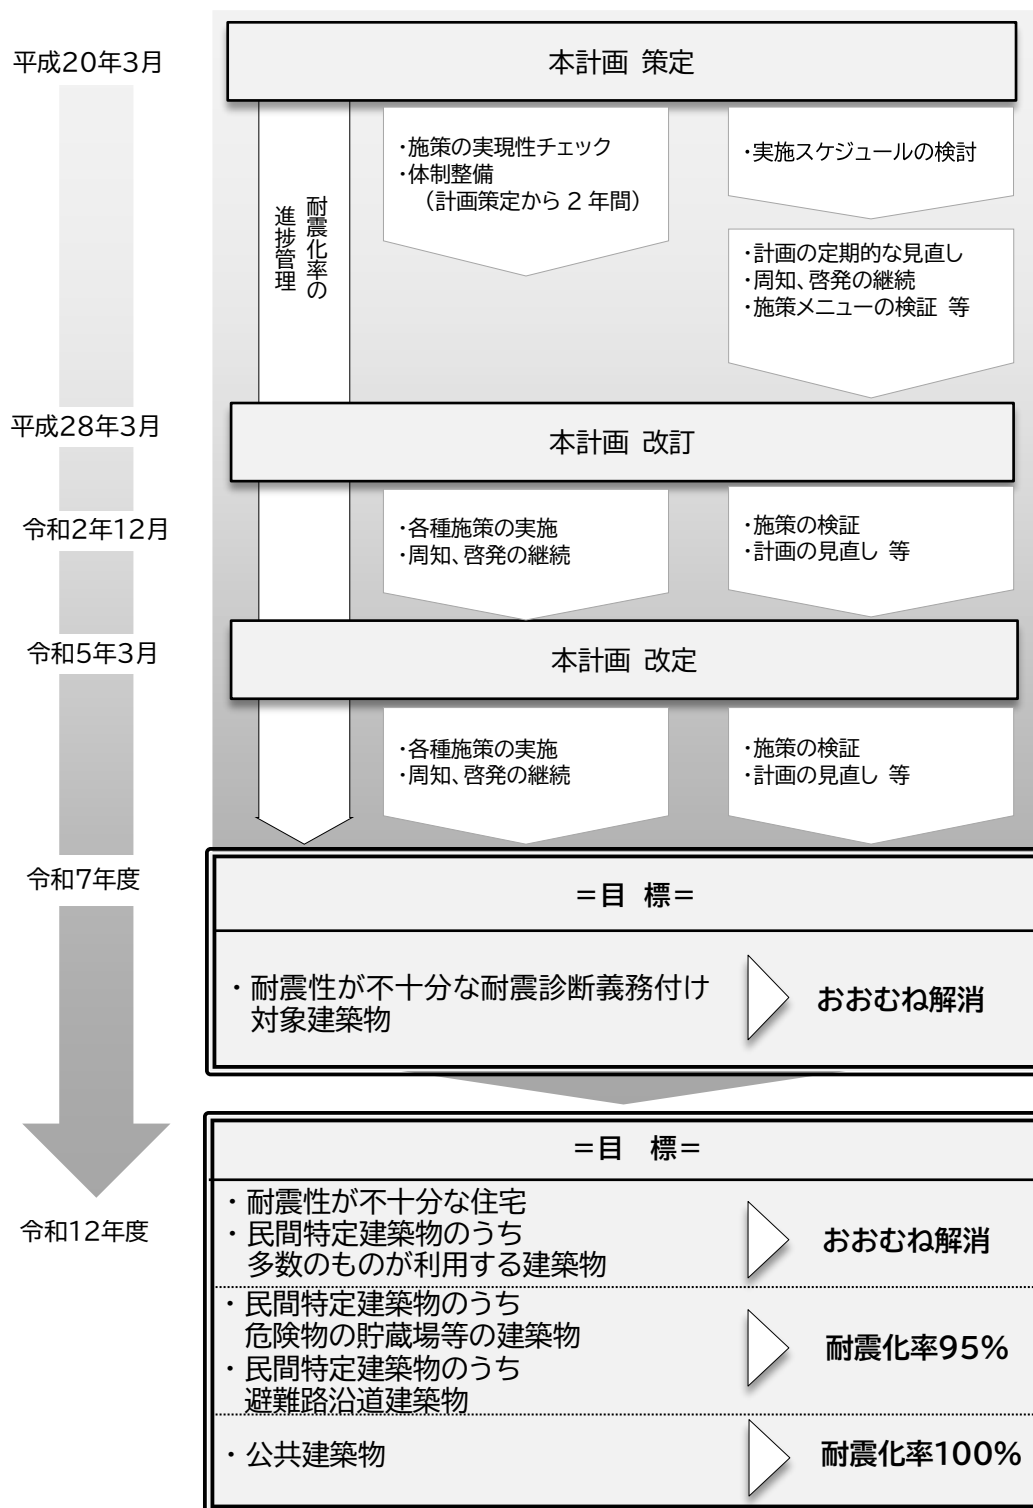 平成20年3月
本計画 策定
・施策の実現性チェック
・体制整備
(計画策定から 2 年間)
・実施スケジュールの検討
耐震化率の
進捗管理
・計画の定期的な見直し
・周知、啓発の継続
・施策メニューの検証 等
平成28年3月
本計画 改訂
令和2年12月
・各種施策の実施
・周知、啓発の継続
・施策の検証
・計画の見直し 等
令和5年3月
本計画 改定
・各種施策の実施
・周知、啓発の継続
・施策の検証
・計画の見直し 等
令和7年度
=目 標=
・耐震性が不十分な耐震診断義務付け
対象建築物
おおむね解消
=目 標=
令和12年度
・耐震性が不十分な住宅
・民間特定建築物のうち
多数のものが利用する建築物
おおむね解消
・民間特定建築物のうち
危険物の貯蔵場等の建築物
・民間特定建築物のうち
避難路沿道建築物
耐震化率95%
・公共建築物
耐震化率100%